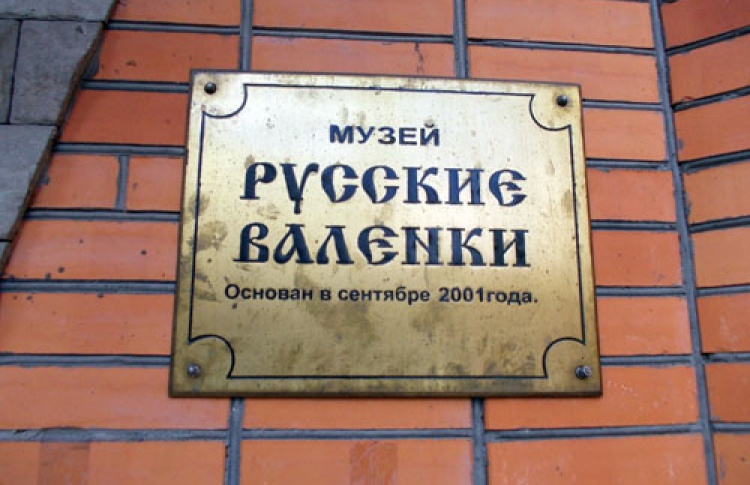 МУЗЕЙ
РУССКИЕ
ВАЛЕНКИ
Основан в сентябре 2001года.